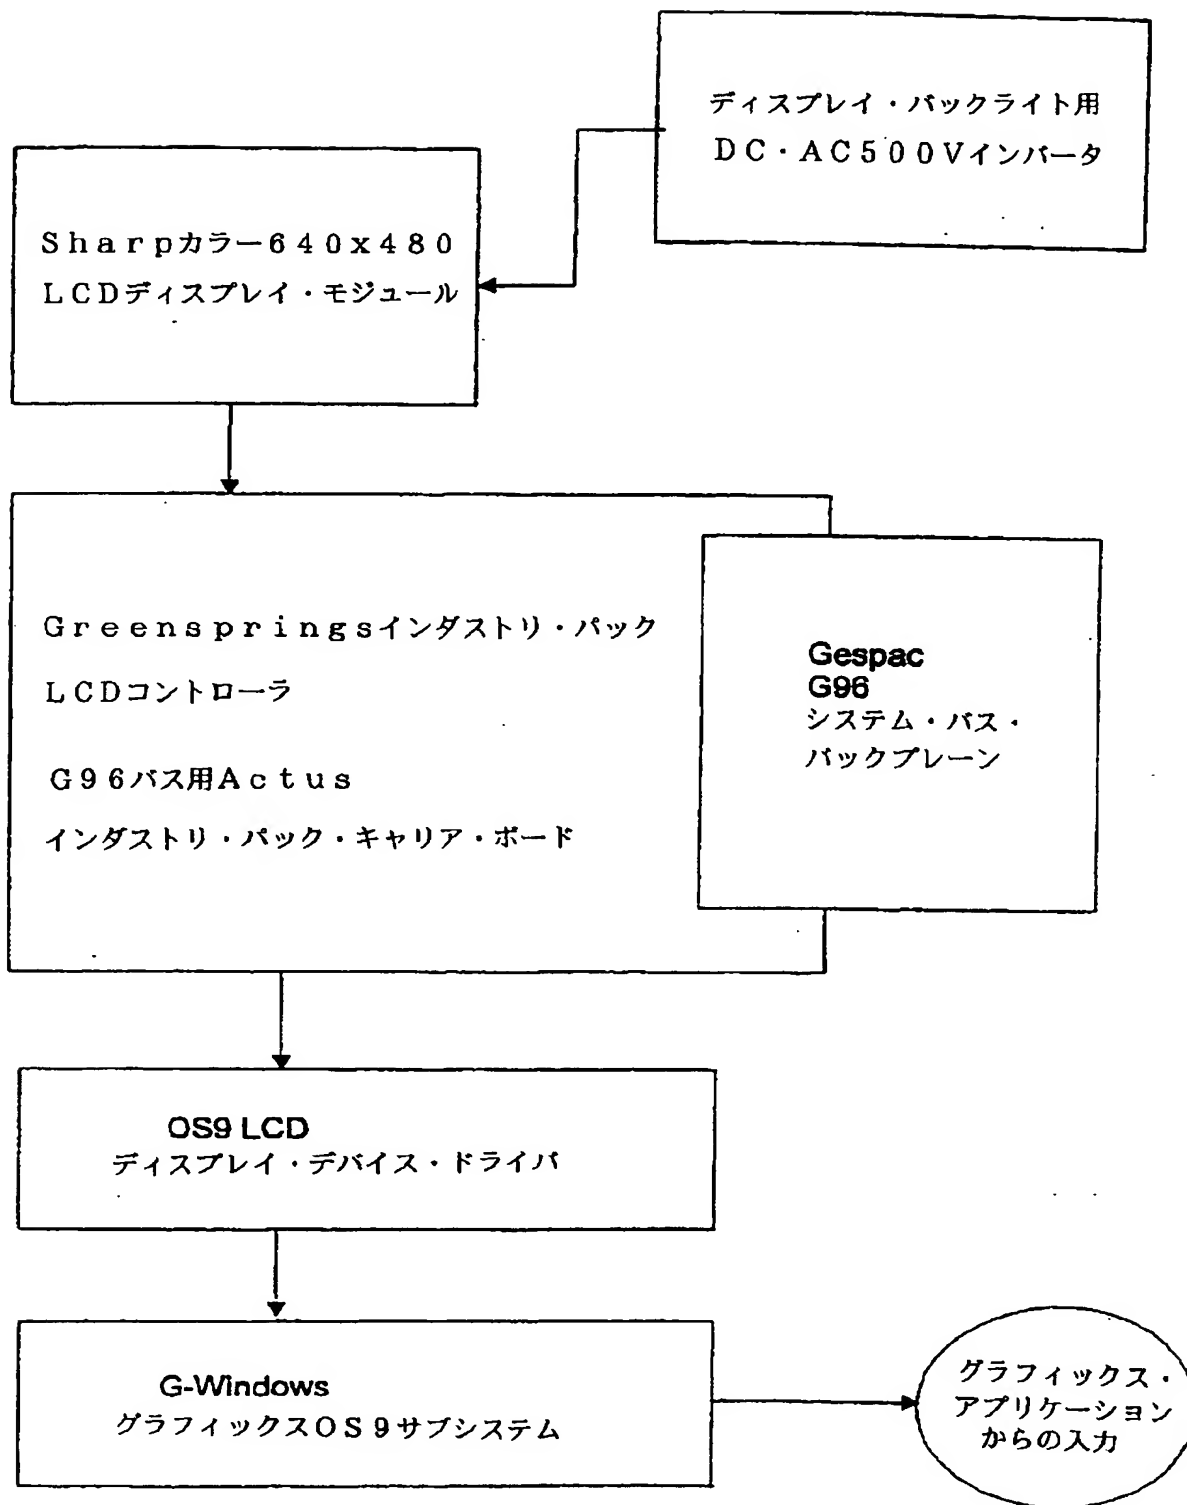 ディスプレイ・バックライト用
DC・AC500Vインバータ
Sharpカラー640x480
LCDディスプレイ・モジュール
Greenspringsインダストリ・パック
LCDコントローラ
G96バス用Actus
インダストリ・パック・キャリア・ボード
Gespac
G96
システム・バス・
バックプレーン
OS9 LCD
ディスプレイ・デバイス・ドライバ
G-Windows
グラフィックスOS9サブシステム
グラフィックス・
アプリケーション
からの入力